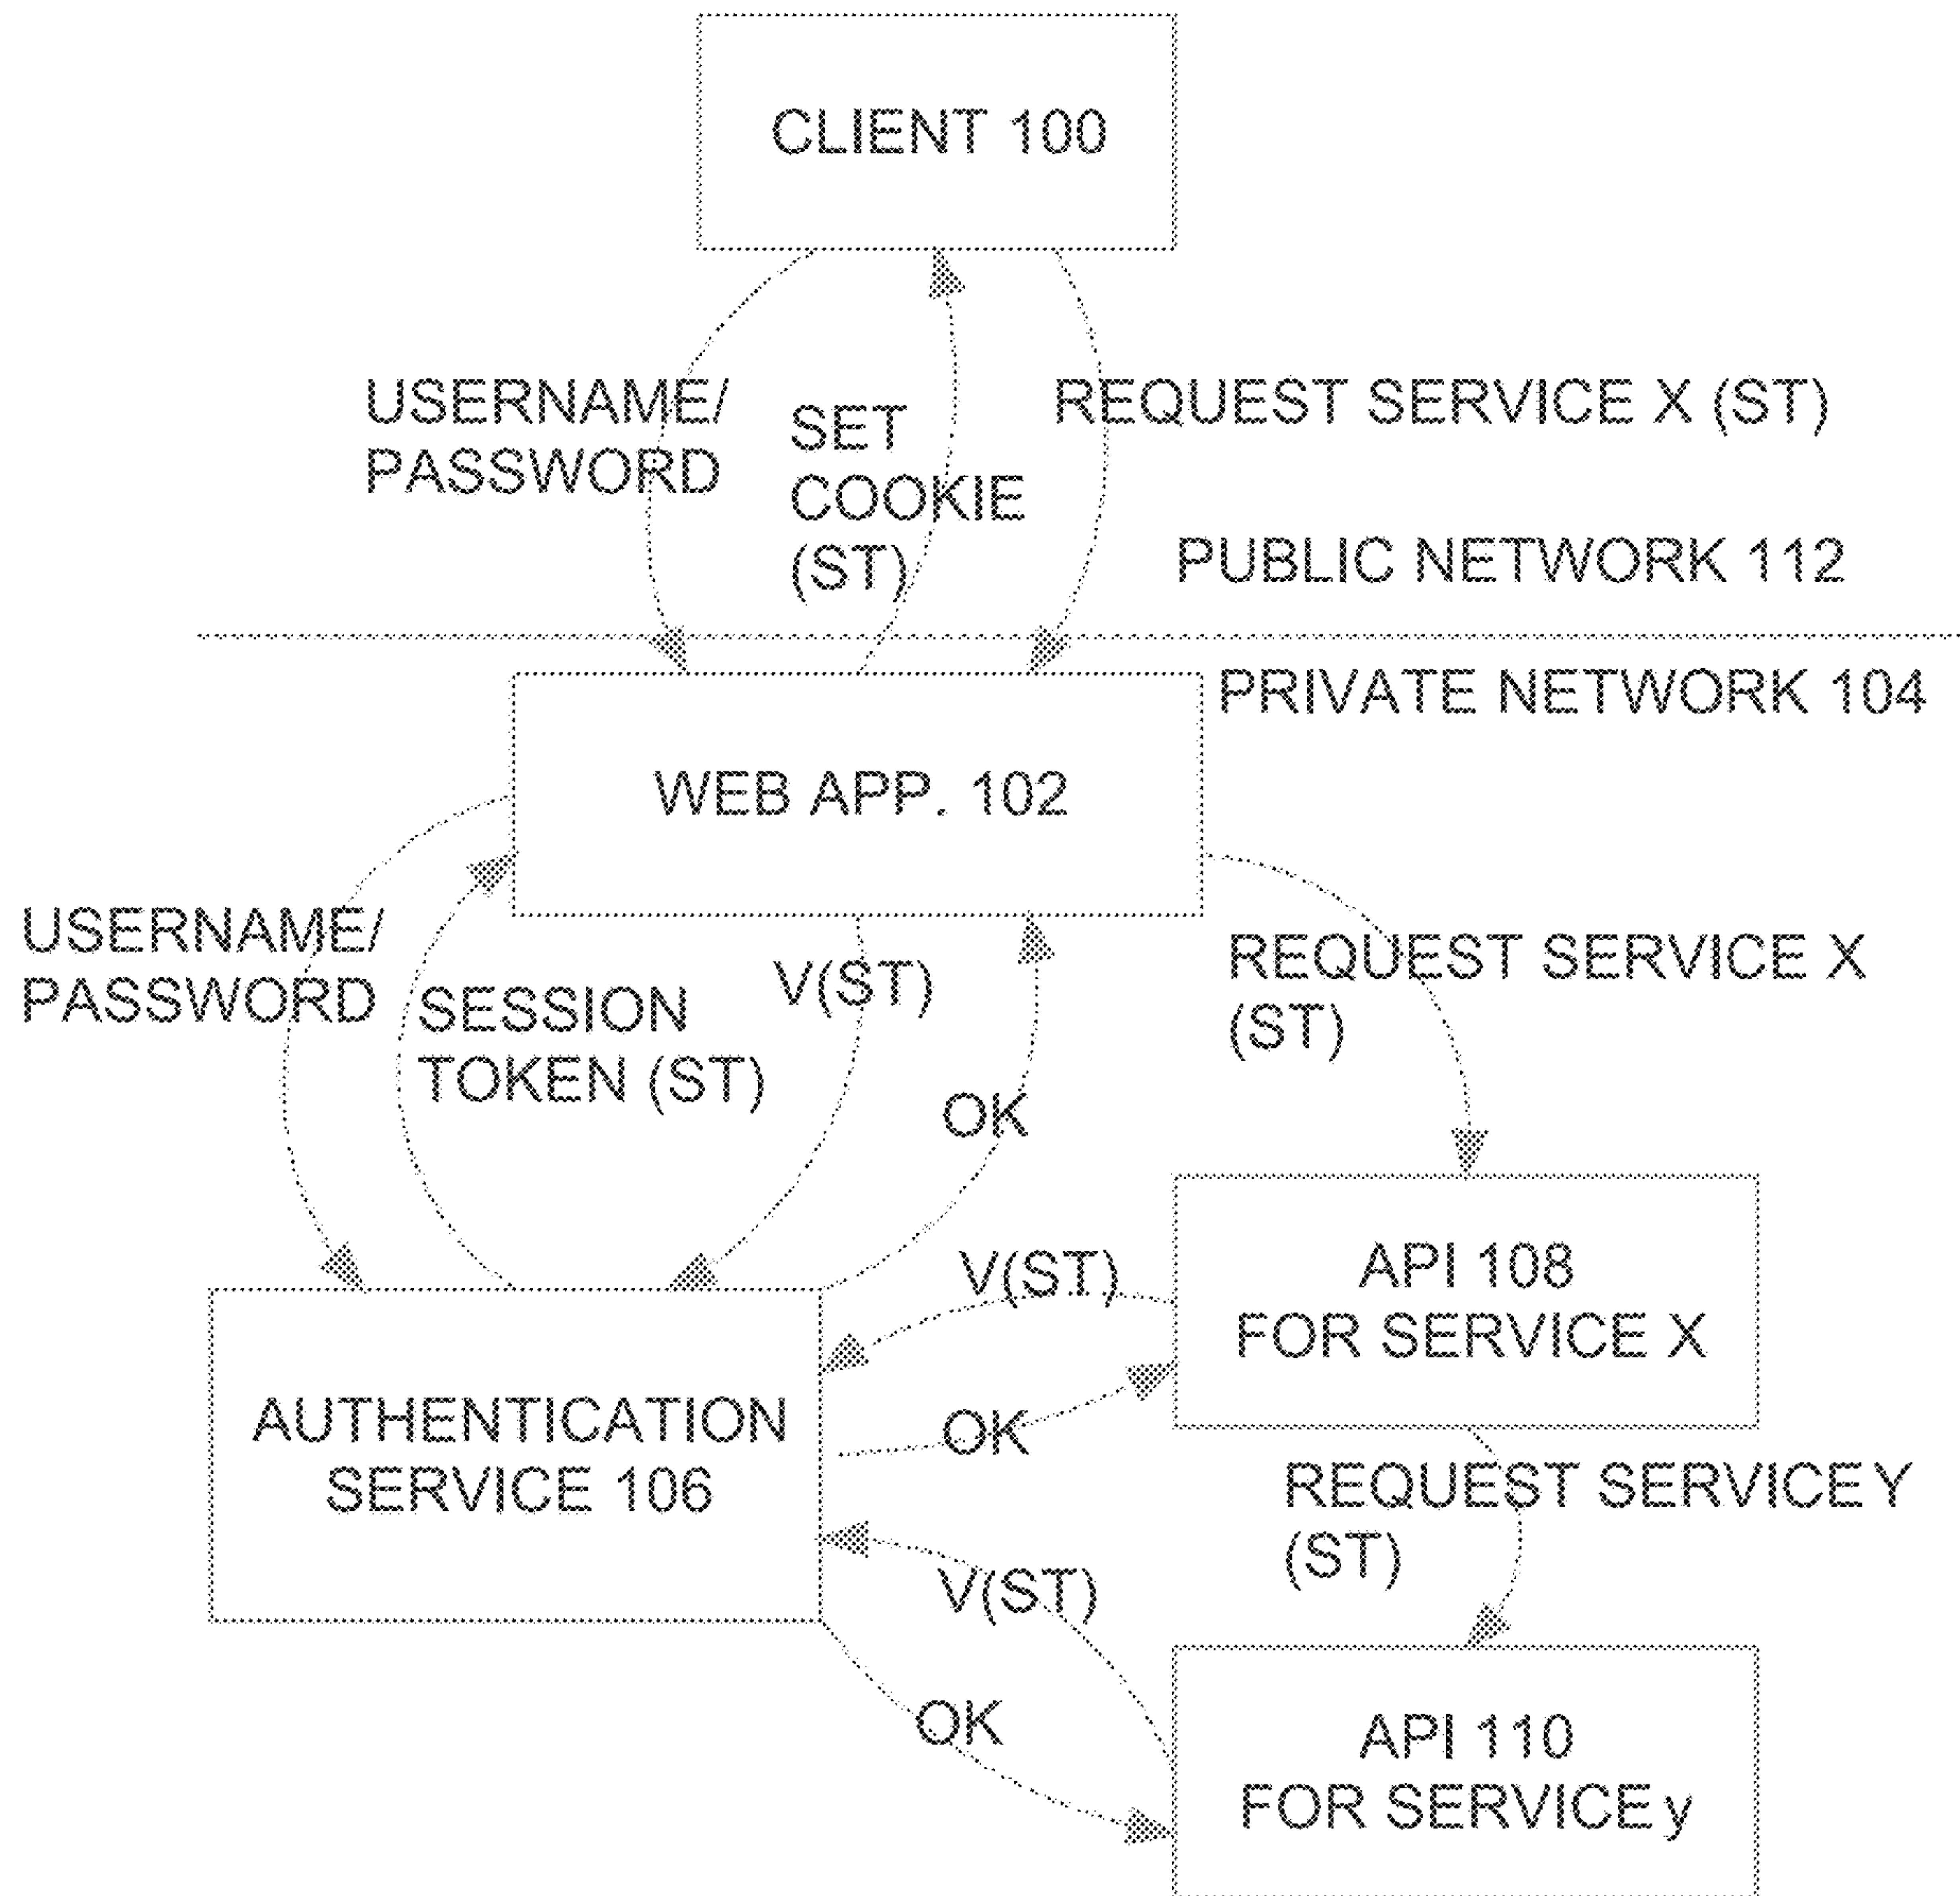 CLIENT 100
USERNAME/
PASSWORD
SET
COOKIE
(ST)
REQUEST SERVICE X (ST)
PUBLIC NETWORK 112
PRIVATE NETWORK 104
WEB APP. 102
USERNAME/
PASSWORD
SESSION
TOKEN (ST)
V(ST)
OK
REQUEST SERVICE X
(ST)
API 108
FOR SERVICE X
V(ST)
OK
AUTHENTICATION
SERVICE 106
REQUEST SERVICE Y
(ST)
V(ST)
OK
API 110
FOR SERVICE y